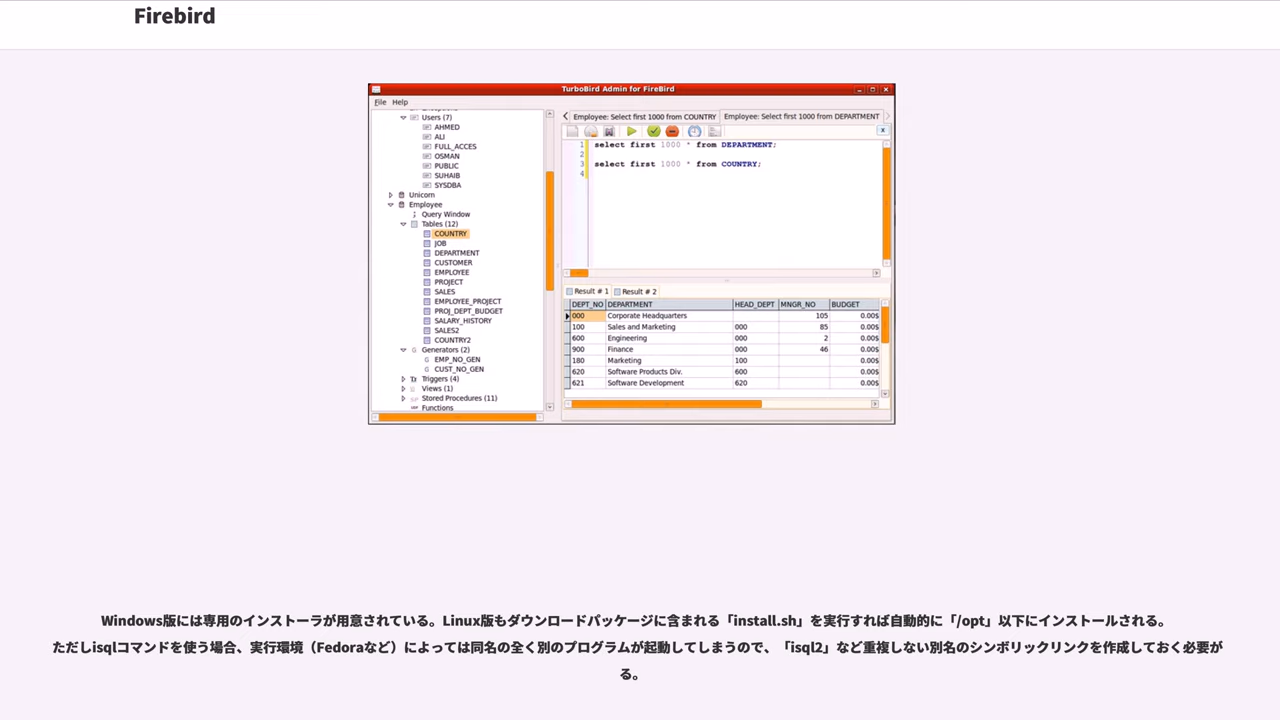 Firebird
TurboBird Admin for FireBird
File Help
Users (7)
AHMED
ALI
FULL_ACCES
OSMAN
PUBLIC
SUHAIB
SYSDBA
Unicorn
Employee
Query Window
Tables (12)
COUNTRY
JOB
DEPARTMENT
CUSTOMER
EMPLOYEE
PROJECT
SALES
EMPLOYEE_PROJECT
PROJ_DEPT_BUDGET
SALARY_HISTORY
SALES2
COUNTRY2
Generators (2)
EMP_NO_GEN
CUST_NO_GEN
Triggers (4)
Views (1)
Stored Procedures (11)
Functions
Employee: Select first 1000 from COUNTRY Employee: Select first 1000 from DEPARTMENT
1 select first 1000 * from DEPARTMENT;
2
3 select first 1000 * from COUNTRY;
4
Result # 1 Result # 2
DEPT_NO DEPARTMENT HEAD_DEPT MNGR_NO BUDGET
000 Corporate Headquarters 105 0.00$
100 Sales and Marketing 000 85 0.00$
600 Engineering 000 2 0.00$
900 Finance 000 46 0.00$
180 Marketing 100 0.00$
620 Software Products Div. 600 0.00$
621 Software Development 620 0.00$
Windows版には専用のインストーラが用意されている。Linux版もダウンロードパッケージに含まれる「install.sh」を実行すれば自動的に「/opt」以下にインストールされる。
ただしisqlコマンドを使う場合、実行環境（Fedoraなど）によっては同名の全く別のプログラムが起動してしまうので、「isql2」など重複しない別名のシンボリックリンクを作成しておく必要が
る。